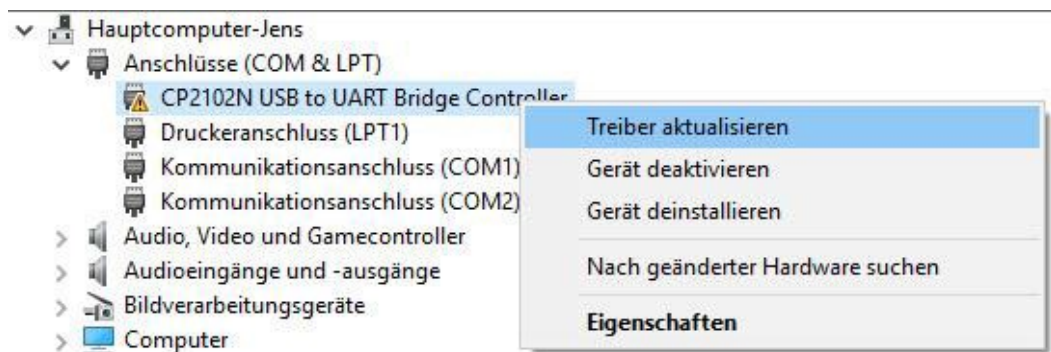 Hauptcomputer-Jens
Anschlüsse (COM & LPT)
CP2102N USB to UART Bridge Controller
Druckeranschluss (LPT1)
Kommunikationsanschluss (COM1)
Kommunikationsanschluss (COM2)
Audio, Video und Gamecontroller
Audioeingänge und -ausgänge
Bildverarbeitungsgeräte
Computer
Treiber aktualisieren
Gerät deaktivieren
Gerät deinstallieren
Nach geänderter Hardware suchen
Eigenschaften